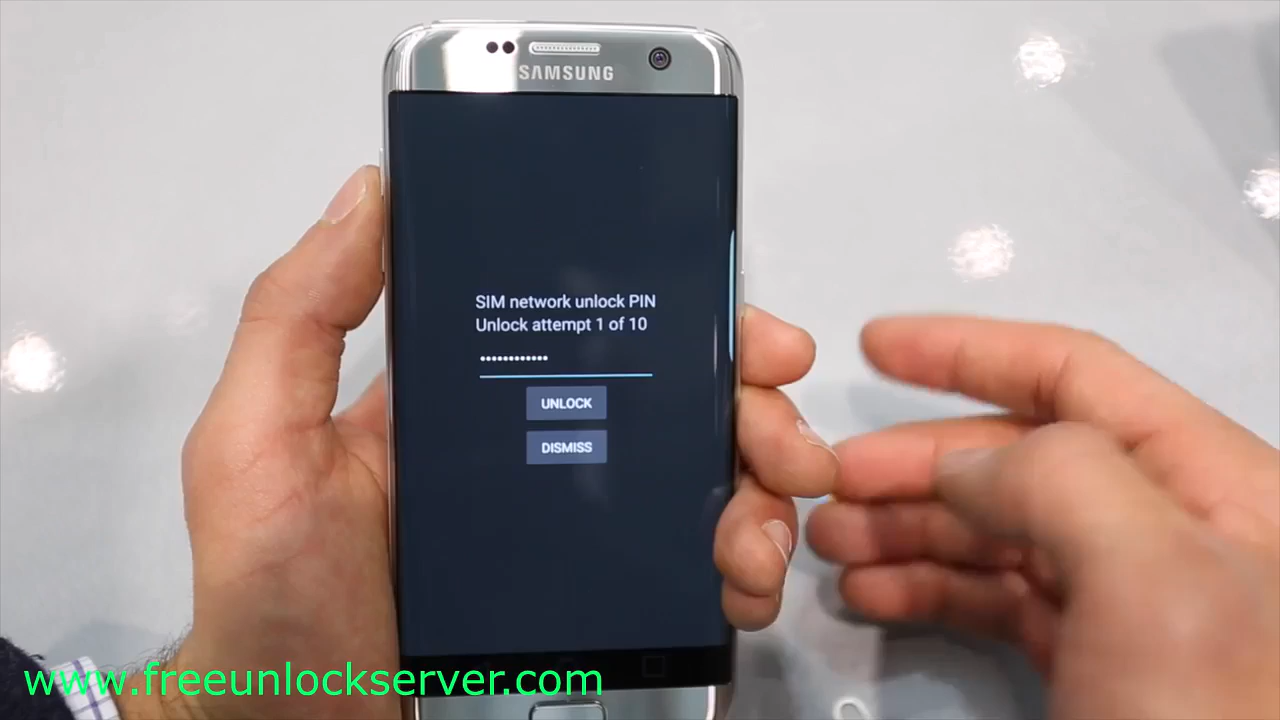 SAMSUNG
SIM network unlock PIN
Unlock attempt 1 of 10
••••••••••••
UNLOCK
DISMISS
www.freeunlockserver.com